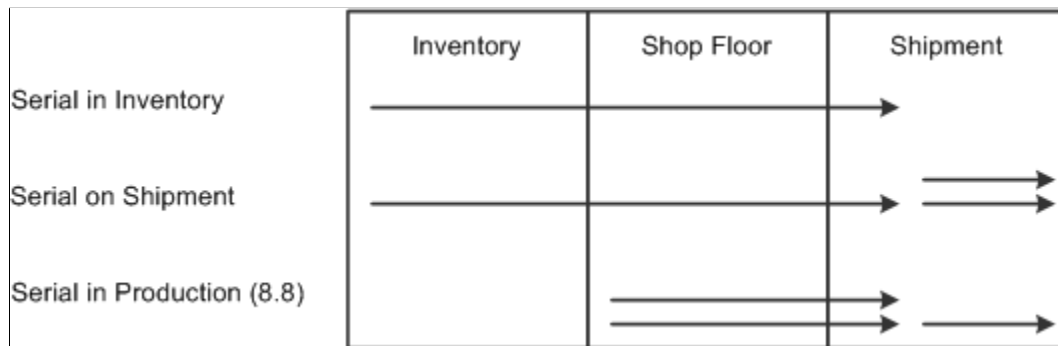 Inventory
Shop Floor
Shipment
Serial in Inventory
Serial on Shipment
Serial in Production (8.8)